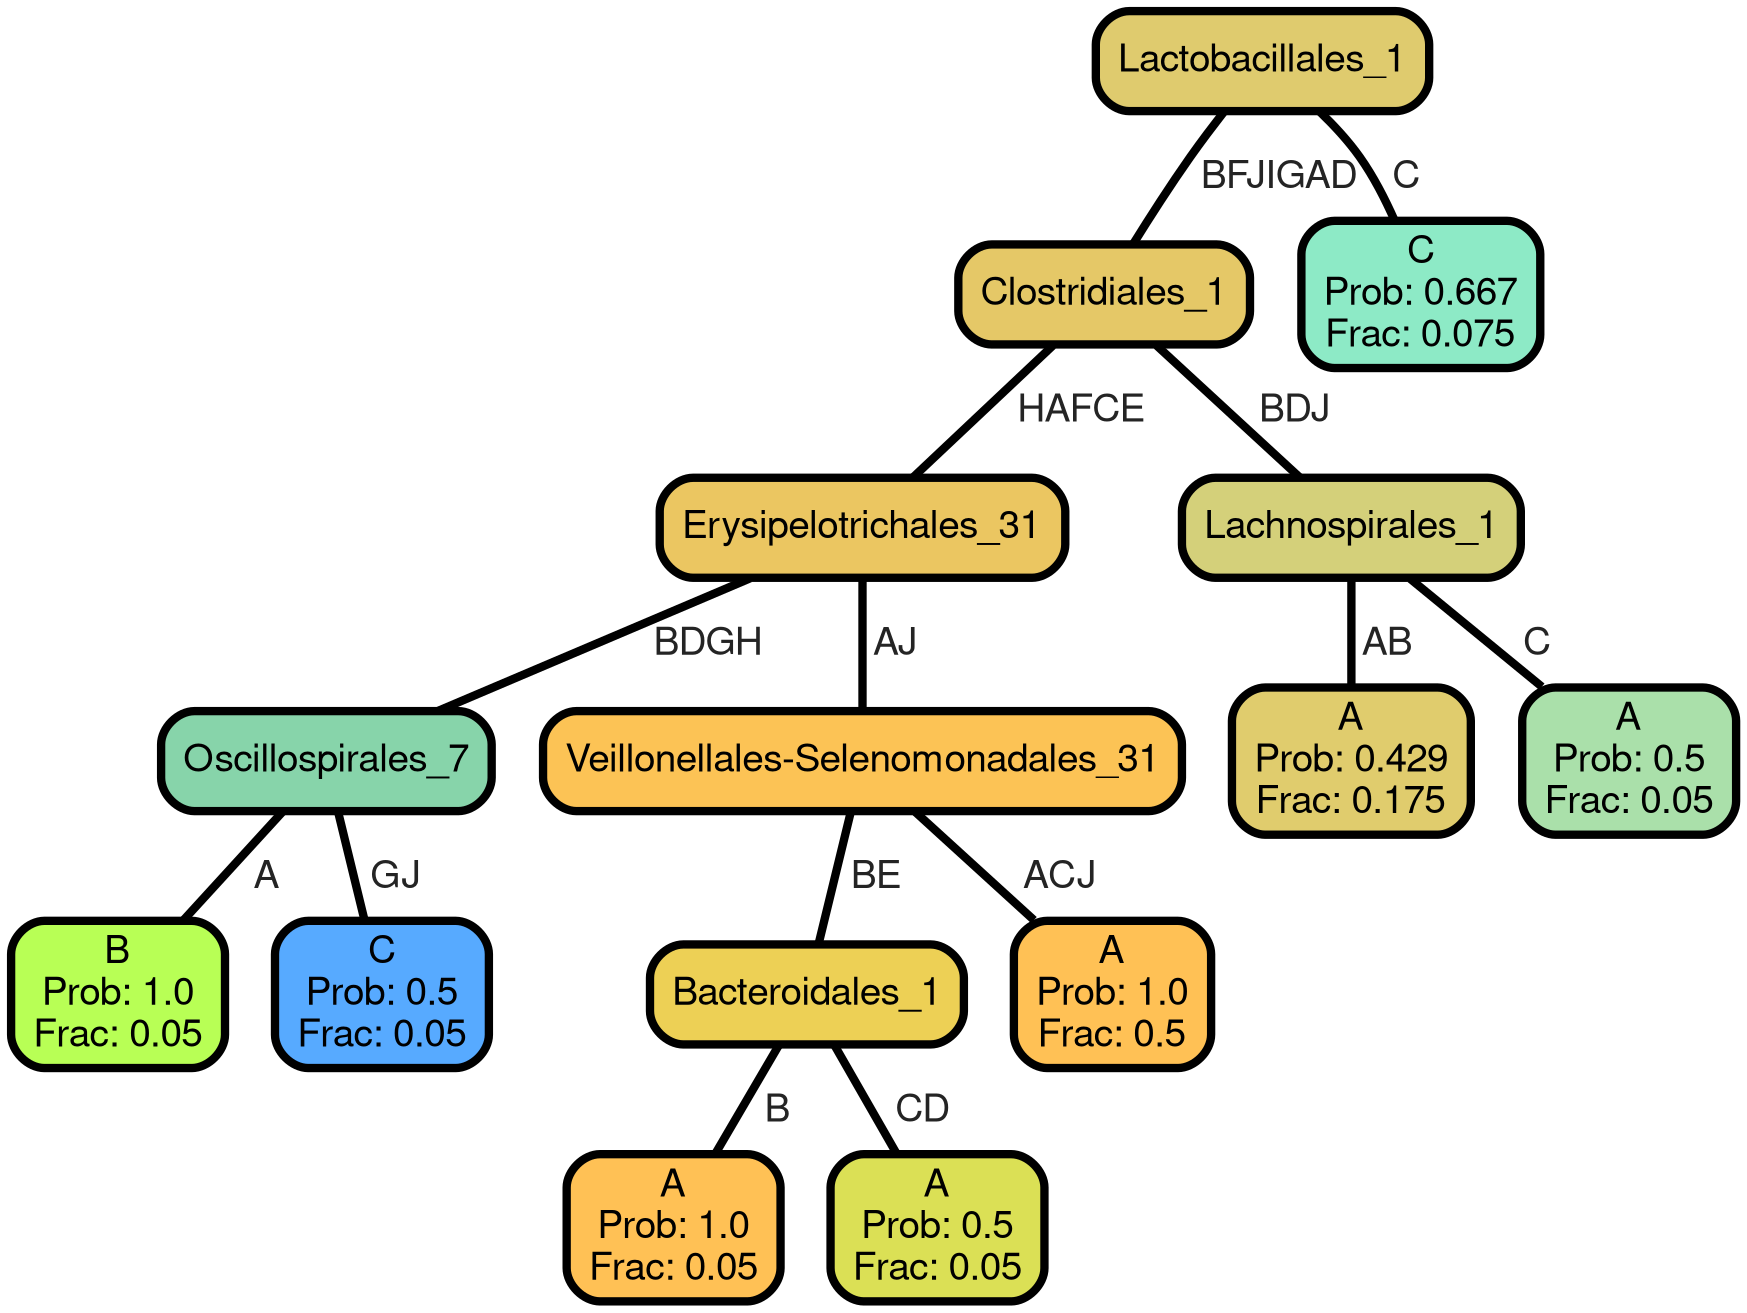 Lactobacillales_1
BFJIGAD
C
Clostridiales_1
C
Prob: 0.667
Frac: 0.075
HAFCE
BDJ
Erysipelotrichales_31
Lachnospirales_1
BDGH
AJ
AB
C
Oscillospirales_7
Veillonellales-Selenomonadales_31
A
Prob: 0.429
Frac: 0.175
A
Prob: 0.5
Frac: 0.05
A
GJ
BE
ACJ
B
Prob: 1.0
Frac: 0.05
C
Prob: 0.5
Frac: 0.05
Bacteroidales_1
A
Prob: 1.0
Frac: 0.5
B
CD
A
Prob: 1.0
Frac: 0.05
A
Prob: 0.5
Frac: 0.05